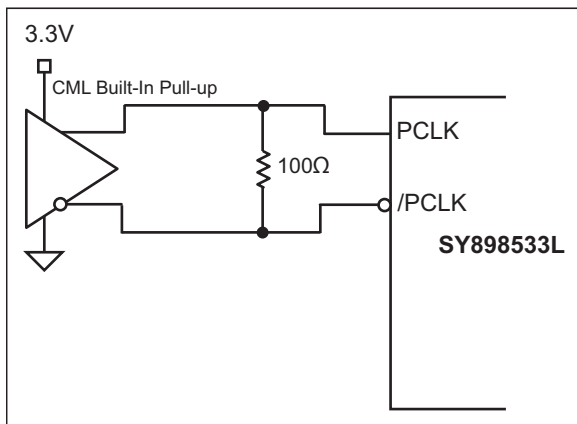 3.3V
CML Built-In Pull-up
PCLK
100Ω
/PCLK
SY898533L